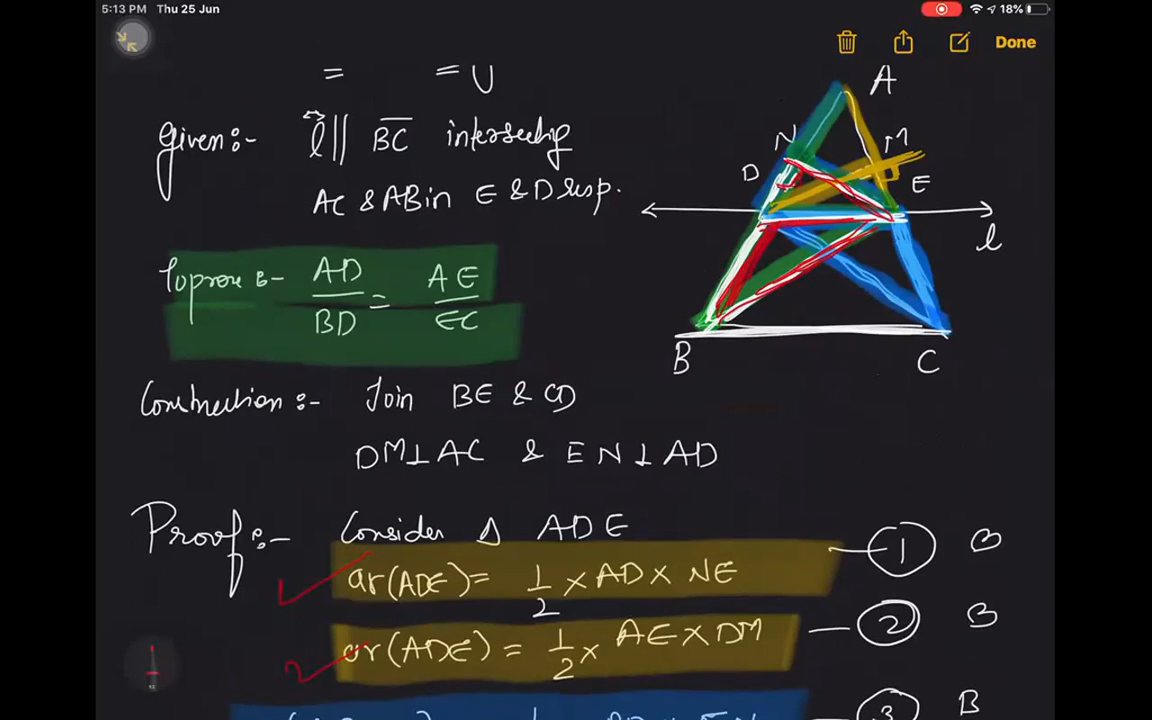 5:13 PM Thu 25 Jun
18%
Done
= = U
Given:- l || BC intersecting
AC & AB in E & D resp.
To prove :- AD/BD = AE/EC
Construction :- Join BE & CD
DM⊥AC & EN⊥AD
Proof :- Consider Δ ADE
ar(ADE) = 1/2 × AD × NE — 1
ar(ADE) = 1/2 × AE × DM — 2
3 B
A
N M
D E
l
B C